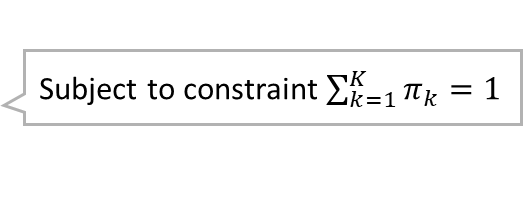 Subject to constraint ∑_{k=1}^{K} π_k = 1